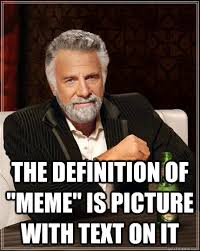 THE DEFINITION OF
"MEME" IS PICTURE
WITH TEXT ON IT